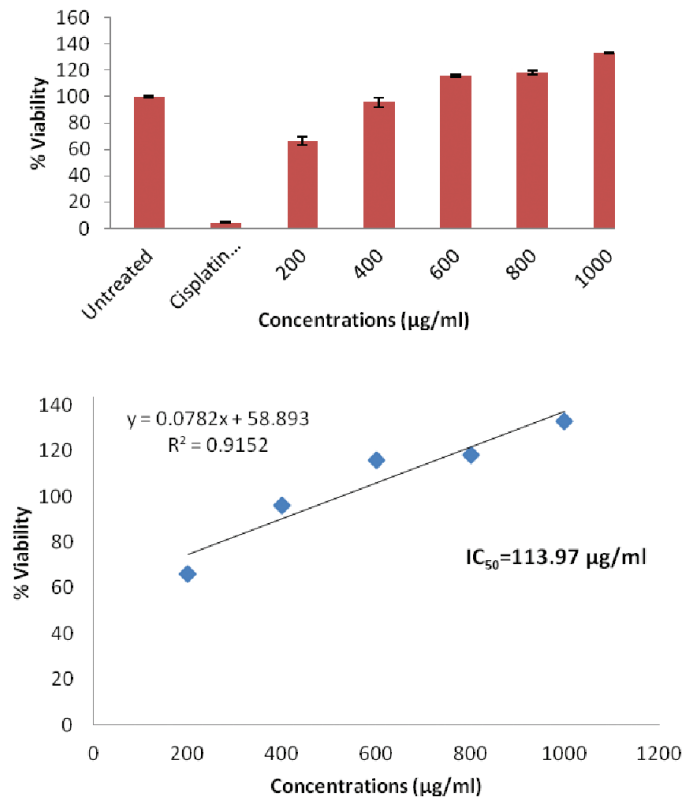 160
140
120
100
80
60
40
20
0
% Viability
Untreated
Cisplatin...
200
400
600
800
1000
Concentrations (µg/ml)
140
120
100
80
60
40
20
0
% Viability
y = 0.0782x + 58.893
R² = 0.9152
IC₅₀=113.97 µg/ml
0 200 400 600 800 1000 1200
Concentrations (µg/ml)